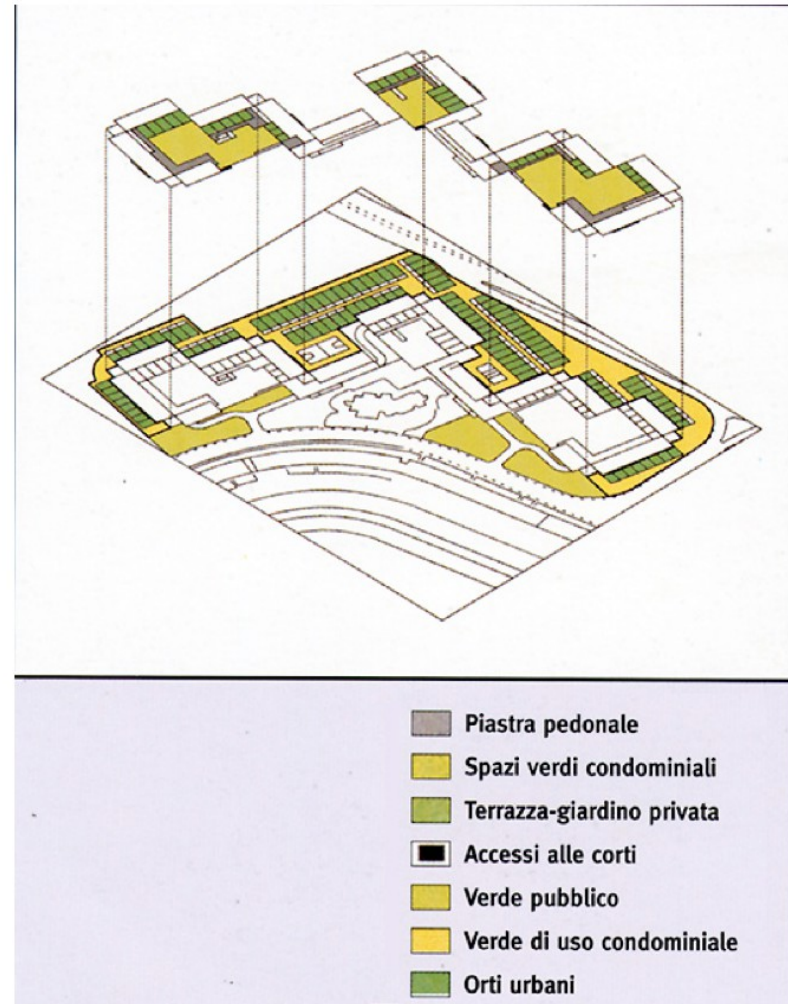 Piastra pedonale
Spazi verdi condominiali
Terrazza-giardino privata
Accessi alle corti
Verde pubblico
Verde di uso condominiale
Orti urbani